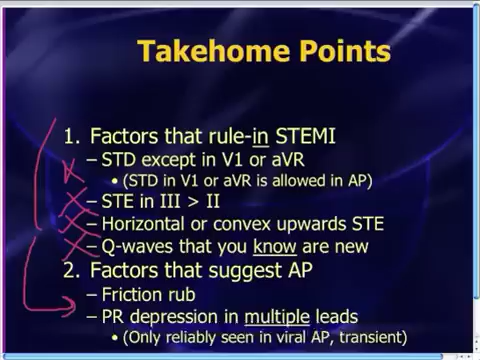 Takehome Points
1. Factors that rule-in STEMI
– STD except in V1 or aVR
• (STD in V1 or aVR is allowed in AP)
– STE in III > II
– Horizontal or convex upwards STE
– Q-waves that you know are new
2. Factors that suggest AP
– Friction rub
– PR depression in multiple leads
• (Only reliably seen in viral AP, transient)